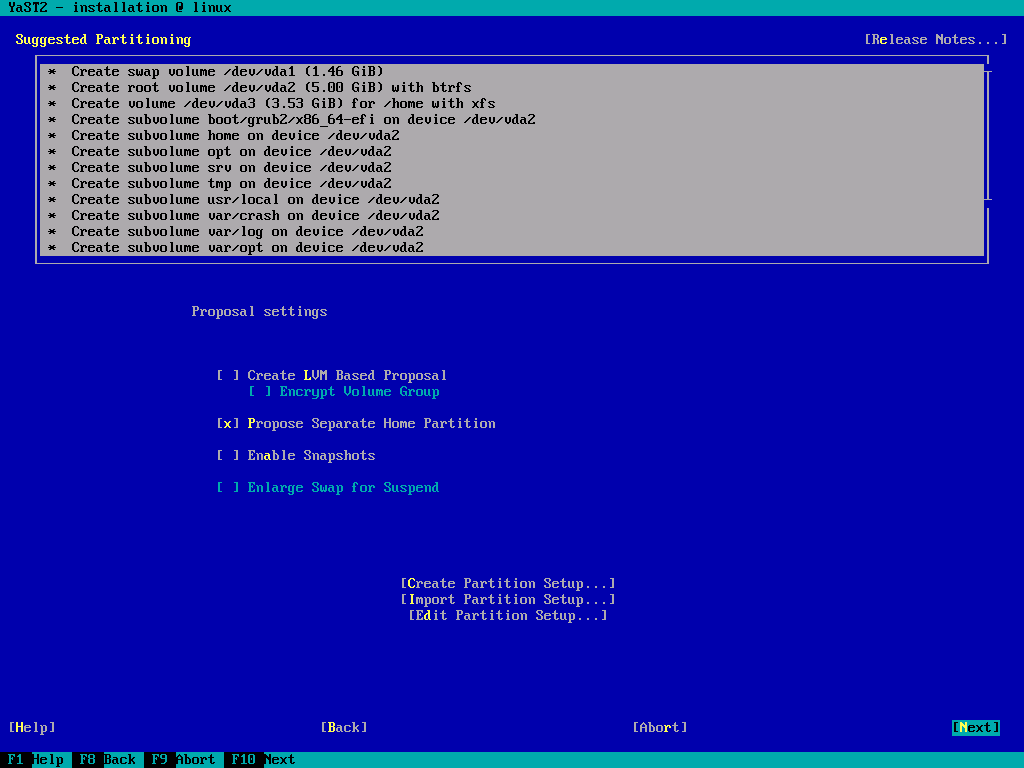 YaST2 - installation @ linux
Suggested Partitioning [Release Notes...]
* Create swap volume /dev/vda1 (1.46 GiB)
* Create root volume /dev/vda2 (5.00 GiB) with btrfs
* Create volume /dev/vda3 (3.53 GiB) for /home with xfs
* Create subvolume boot/grub2/x86_64-efi on device /dev/vda2
* Create subvolume home on device /dev/vda2
* Create subvolume opt on device /dev/vda2
* Create subvolume srv on device /dev/vda2
* Create subvolume tmp on device /dev/vda2
* Create subvolume usr/local on device /dev/vda2
* Create subvolume var/crash on device /dev/vda2
* Create subvolume var/log on device /dev/vda2
* Create subvolume var/opt on device /dev/vda2
Proposal settings
[ ] Create LVM Based Proposal
[ ] Encrypt Volume Group
[x] Propose Separate Home Partition
[ ] Enable Snapshots
[ ] Enlarge Swap for Suspend
[Create Partition Setup...]
[Import Partition Setup...]
[Edit Partition Setup...]
[Help] [Back] [Abort] [Next]
F1 Help F8 Back F9 Abort F10 Next